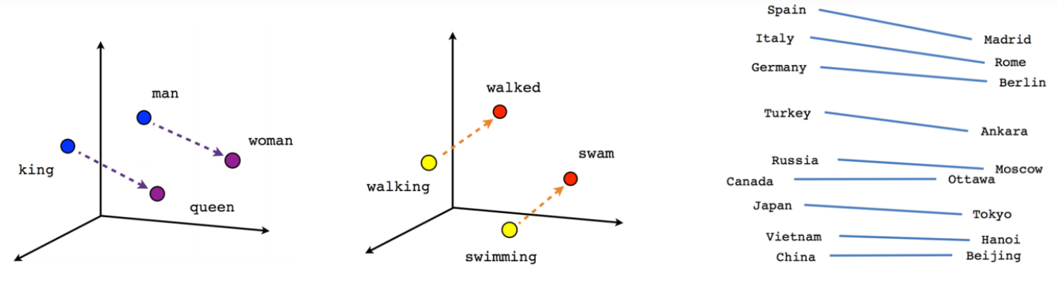 man
woman
king
queen
walked
walking
swam
swimming
Spain Madrid
Italy Rome
Germany Berlin
Turkey Ankara
Russia Moscow
Canada Ottawa
Japan Tokyo
Vietnam Hanoi
China Beijing